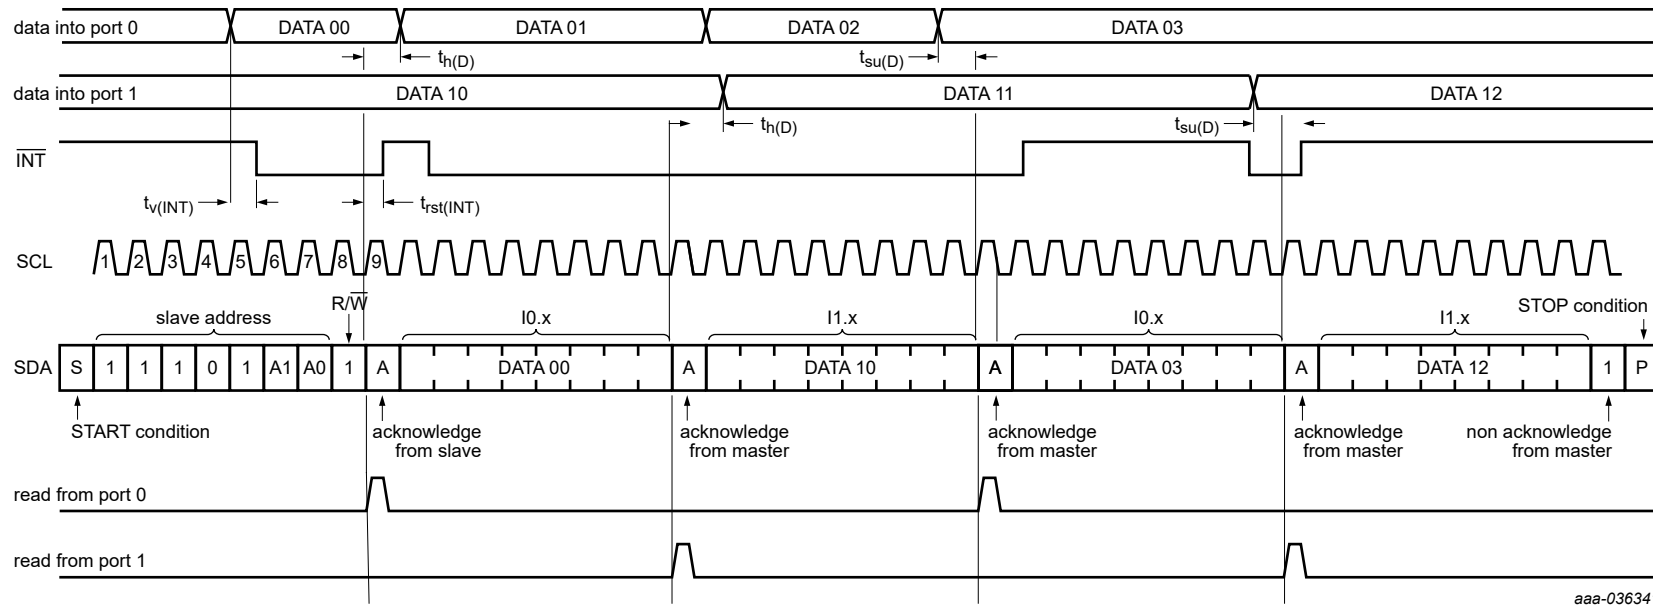 data into port 0
DATA 00
DATA 01
DATA 02
DATA 03
th(D)
tsu(D)
data into port 1
DATA 10
DATA 11
DATA 12
th(D)
tsu(D)
INT
tv(INT)
trst(INT)
SCL
1 2 3 4 5 6 7 8 9
R/W
slave address
I0.x
I1.x
I0.x
I1.x
STOP condition
SDA
S 1 1 1 0 1 A1 A0 1 A DATA 00 A DATA 10 A DATA 03 A DATA 12 1 P
START condition
acknowledge
from slave
acknowledge
from master
acknowledge
from master
acknowledge
from master
non acknowledge
from master
read from port 0
read from port 1
aaa-03634